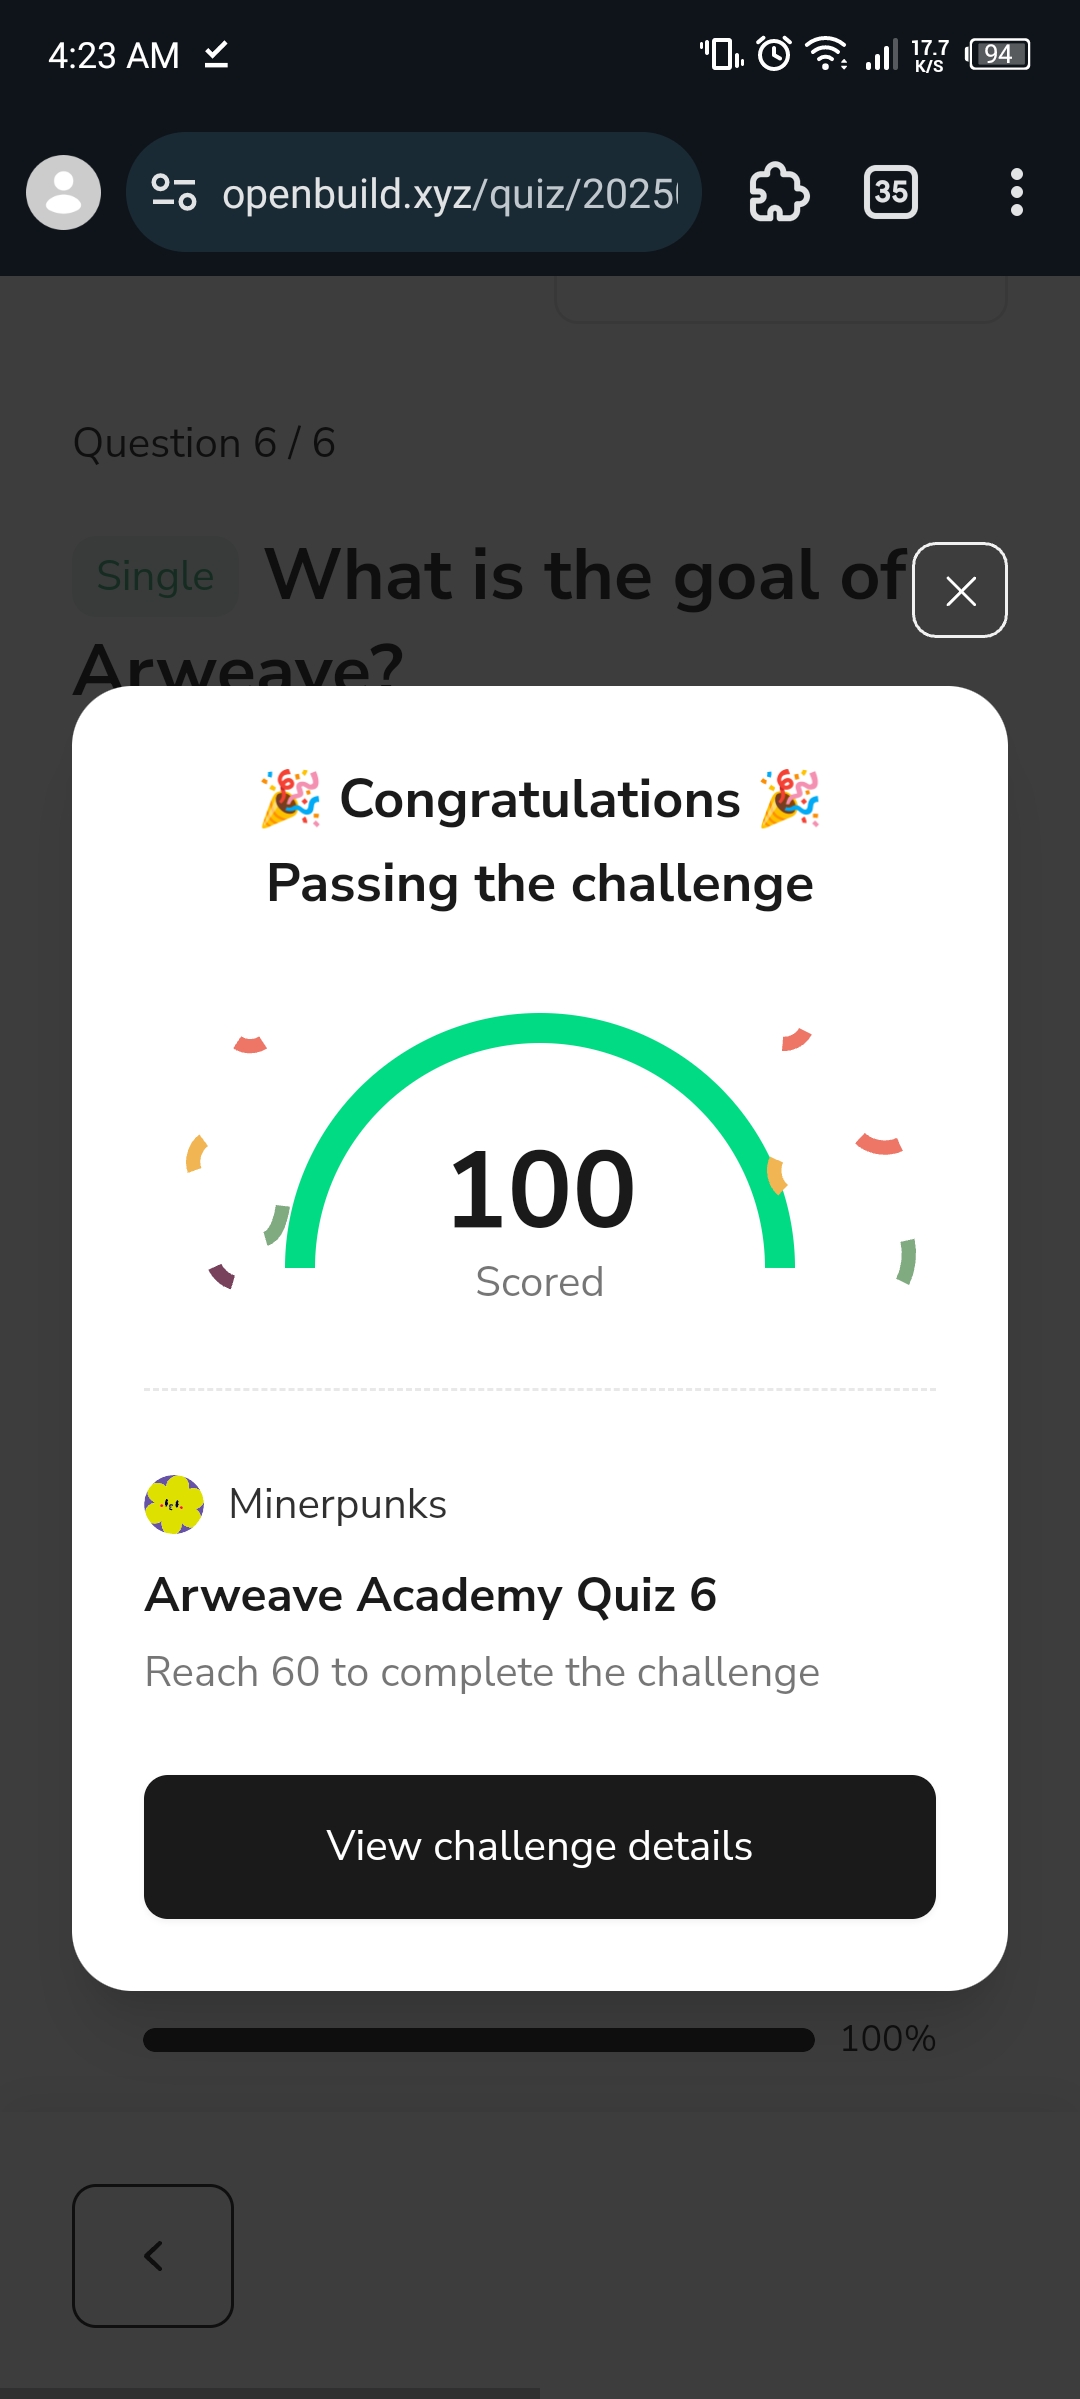 4:23 AM
17.7
K/S
94
openbuild.xyz/quiz/2025
35
Question 6 / 6
Single What is the goal of
Arweave?
🎉 Congratulations 🎉
Passing the challenge
100
Scored
Minerpunks
Arweave Academy Quiz 6
Reach 60 to complete the challenge
View challenge details
100%